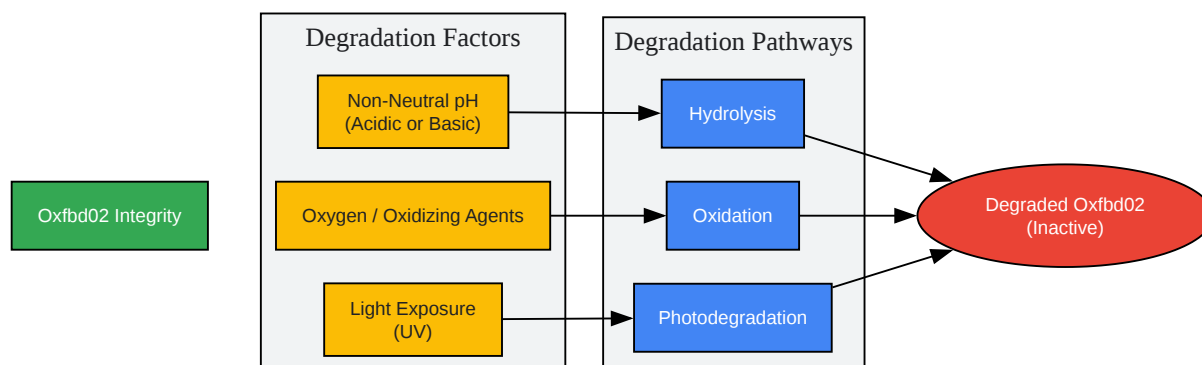 Degradation Factors
Degradation Pathways
Non-Neutral pH
(Acidic or Basic)
Hydrolysis
Oxfbd02 Integrity
Oxygen / Oxidizing Agents
Oxidation
Degraded Oxfbd02
(Inactive)
Light Exposure
(UV)
Photodegradation